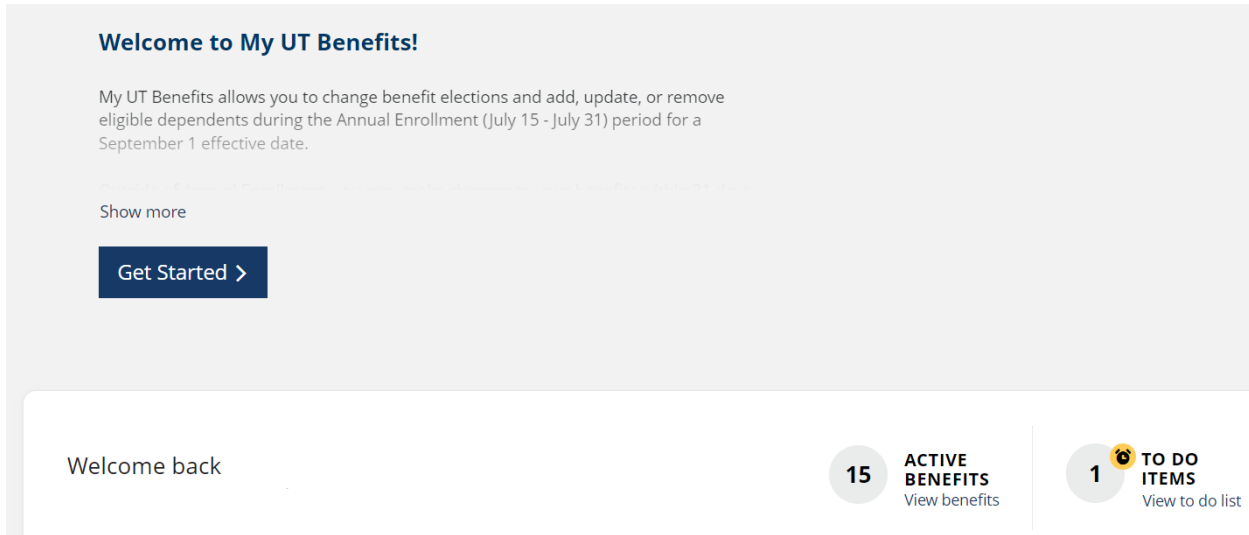 Welcome to My UT Benefits!
My UT Benefits allows you to change benefit elections and add, update, or remove
eligible dependents during the Annual Enrollment (July 15 - July 31) period for a
September 1 effective date.
Show more
Get Started
Welcome back
15
ACTIVE
BENEFITS
View benefits
1
TO DO
ITEMS
View to do list